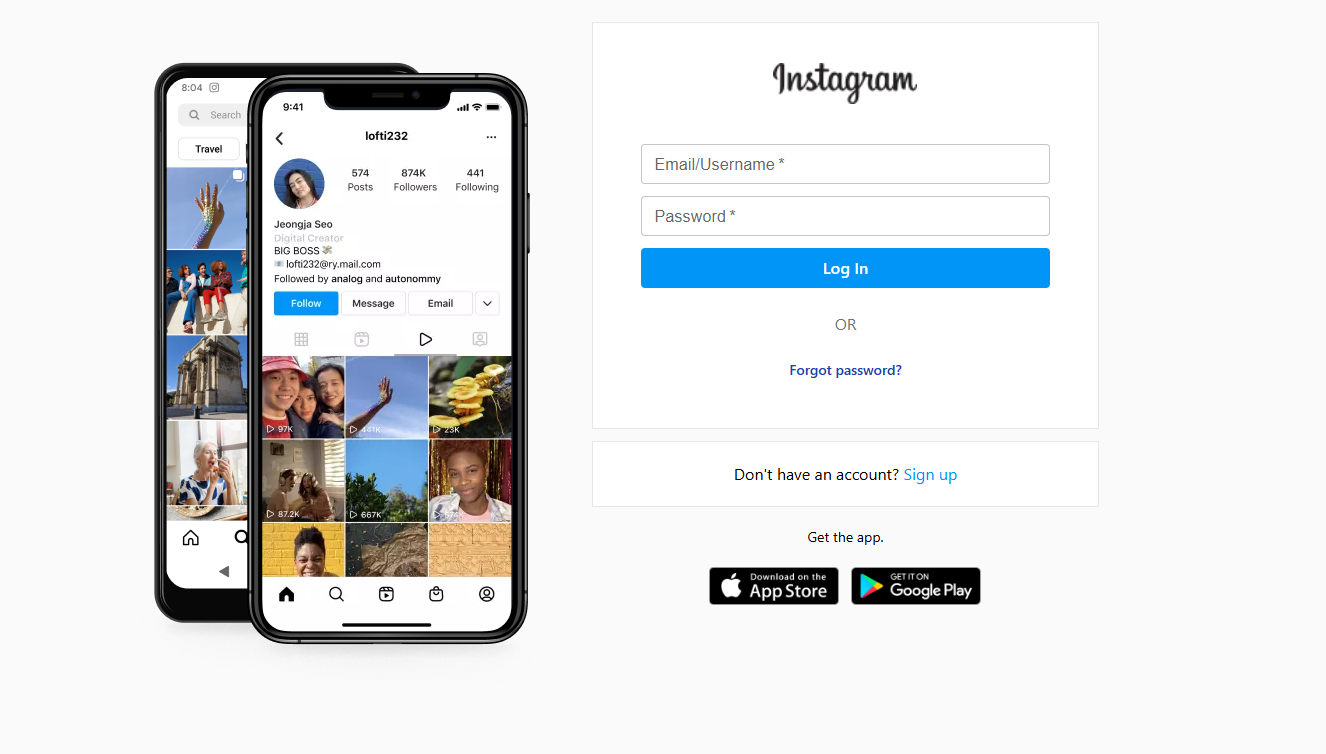 8:04
Search
Travel
9:41
lofti232
574
874K
441
Posts
Followers
Following
Jeongja Seo
Digital Creator
BIG BOSS
lofti232@ry.mail.com
Followed by analog and autonommy
Follow
Message
Email
97K
441K
23K
87.2K
667K
Instagram
Email/Username *
Password *
Log In
OR
Forgot password?
Don't have an account? Sign up
Get the app.
Download on the
App Store
GET IT ON
Google Play